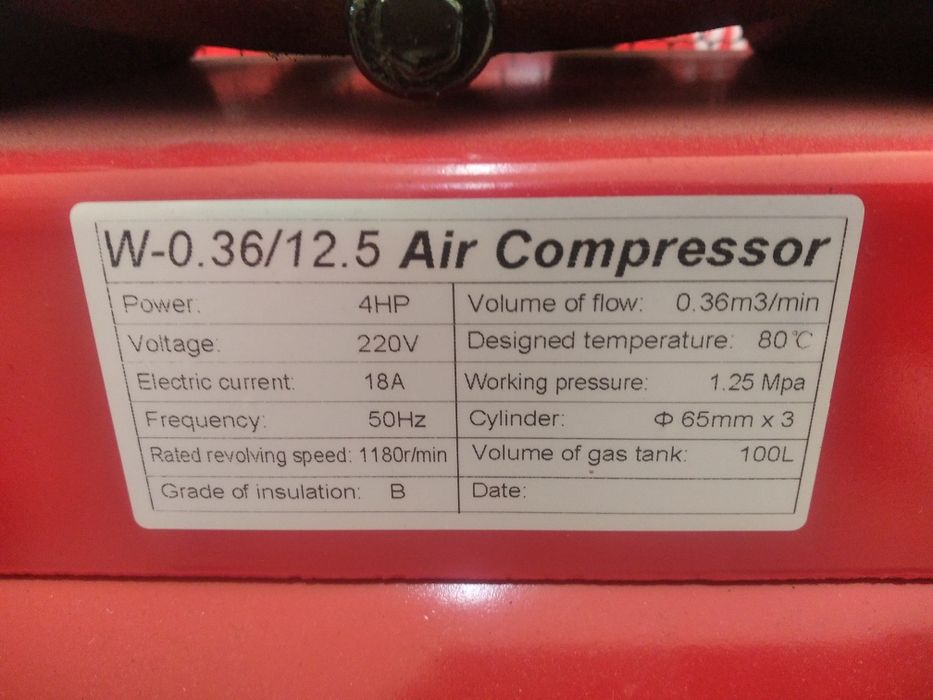 W-0.36/12.5 Air Compressor
Power: 4HP
Volume of flow: 0.36m3/min
Voltage: 220V
Designed temperature: 80℃
Electric current: 18A
Working pressure: 1.25 Mpa
Frequency: 50Hz
Cylinder: Φ 65mm x 3
Rated revolving speed: 1180r/min
Volume of gas tank: 100L
Grade of insulation: B
Date: